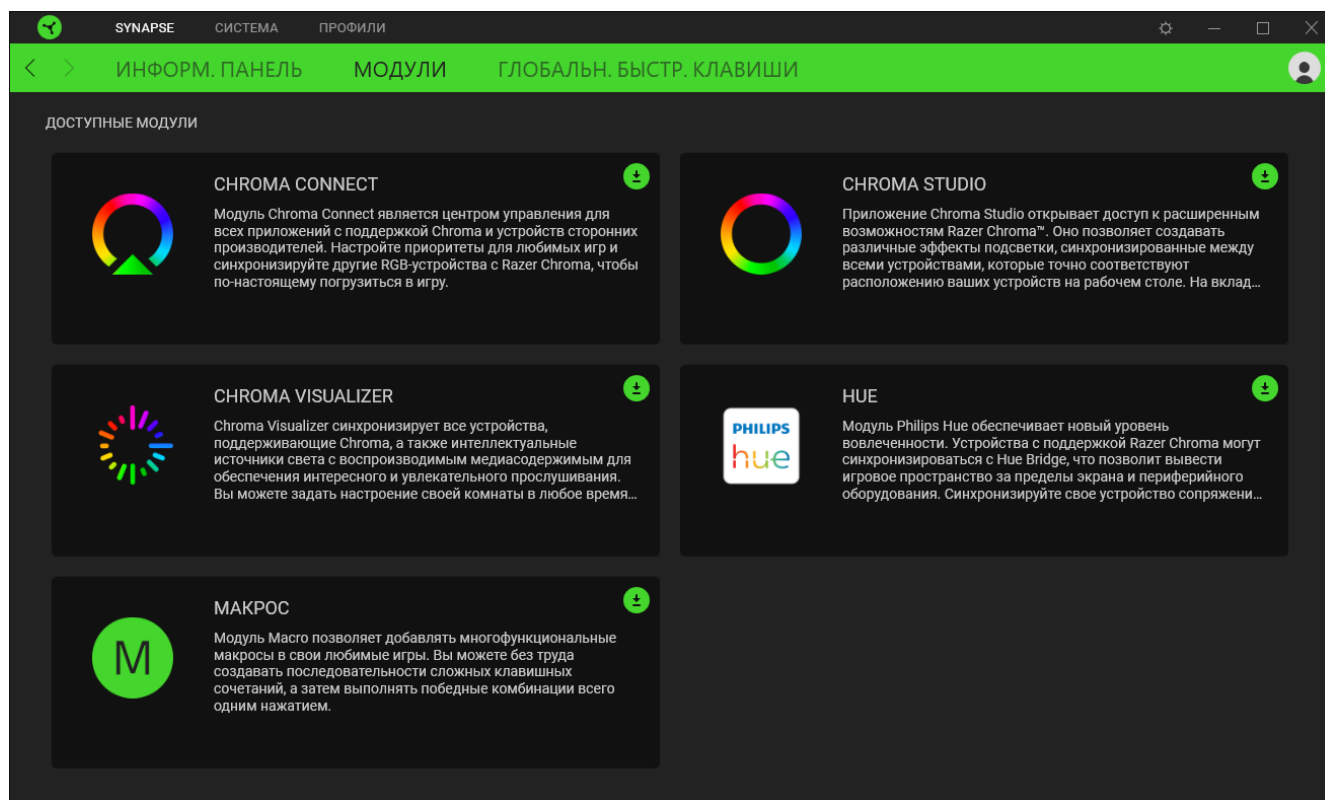 SYNAPSE СИСТЕМА ПРОФИЛИ
ИНФОРМ. ПАНЕЛЬ МОДУЛИ ГЛОБАЛЬН. БЫСТР. КЛАВИШИ
ДОСТУПНЫЕ МОДУЛИ
CHROMA CONNECT
Модуль Chroma Connect является центром управления для
всех приложений с поддержкой Chroma и устройств сторонних
производителей. Настройте приоритеты для любимых игр и
синхронизируйте другие RGB-устройства с Razer Chroma, чтобы
по-настоящему погрузиться в игру.
CHROMA STUDIO
Приложение Chroma Studio открывает доступ к расширенным
возможностям Razer Chroma™. Оно позволяет создавать
различные эффекты подсветки, синхронизированные между
всеми устройствами, которые точно соответствуют
расположению ваших устройств на рабочем столе. На вклад...
CHROMA VISUALIZER
Chroma Visualizer синхронизирует все устройства,
поддерживающие Chroma, а также интеллектуальные
источники света с воспроизводимым медиасодержимым для
обеспечения интересного и увлекательного прослушивания.
Вы можете задать настроение своей комнаты в любое время...
PHILIPS
hue
HUE
Модуль Philips Hue обеспечивает новый уровень
вовлеченности. Устройства с поддержкой Razer Chroma могут
синхронизироваться с Hue Bridge, что позволит вывести
игровое пространство за пределы экрана и периферийного
оборудования. Синхронизируйте свое устройство сопряжени...
M
МАКРОС
Модуль Macro позволяет добавлять многофункциональные
макросы в свои любимые игры. Вы можете без труда
создавать последовательности сложных клавишных
сочетаний, а затем выполнять победные комбинации всего
одним нажатием.